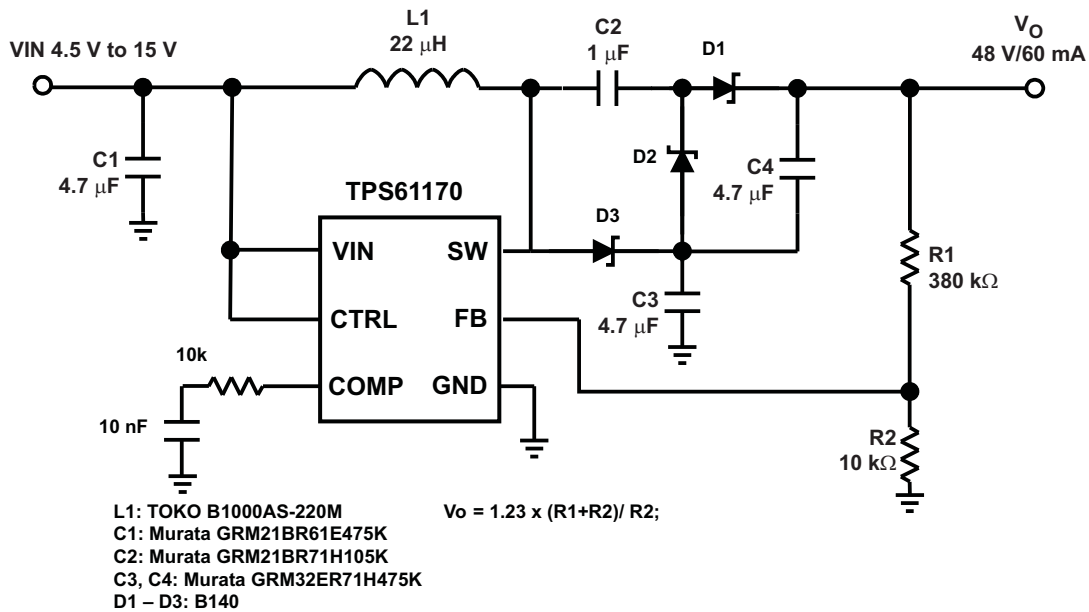 VIN 4.5 V to 15 V
L1
22 μH
C2
1 μF
D1
VO
48 V/60 mA
C1
4.7 μF
D2
C4
4.7 μF
TPS61170
D3
VIN
SW
CTRL
FB
COMP
GND
C3
4.7 μF
R1
380 kΩ
10k
10 nF
R2
10 kΩ
L1: TOKO B1000AS-220M
Vo = 1.23 x (R1+R2)/ R2;
C1: Murata GRM21BR61E475K
C2: Murata GRM21BR71H105K
C3, C4: Murata GRM32ER71H475K
D1 – D3: B140